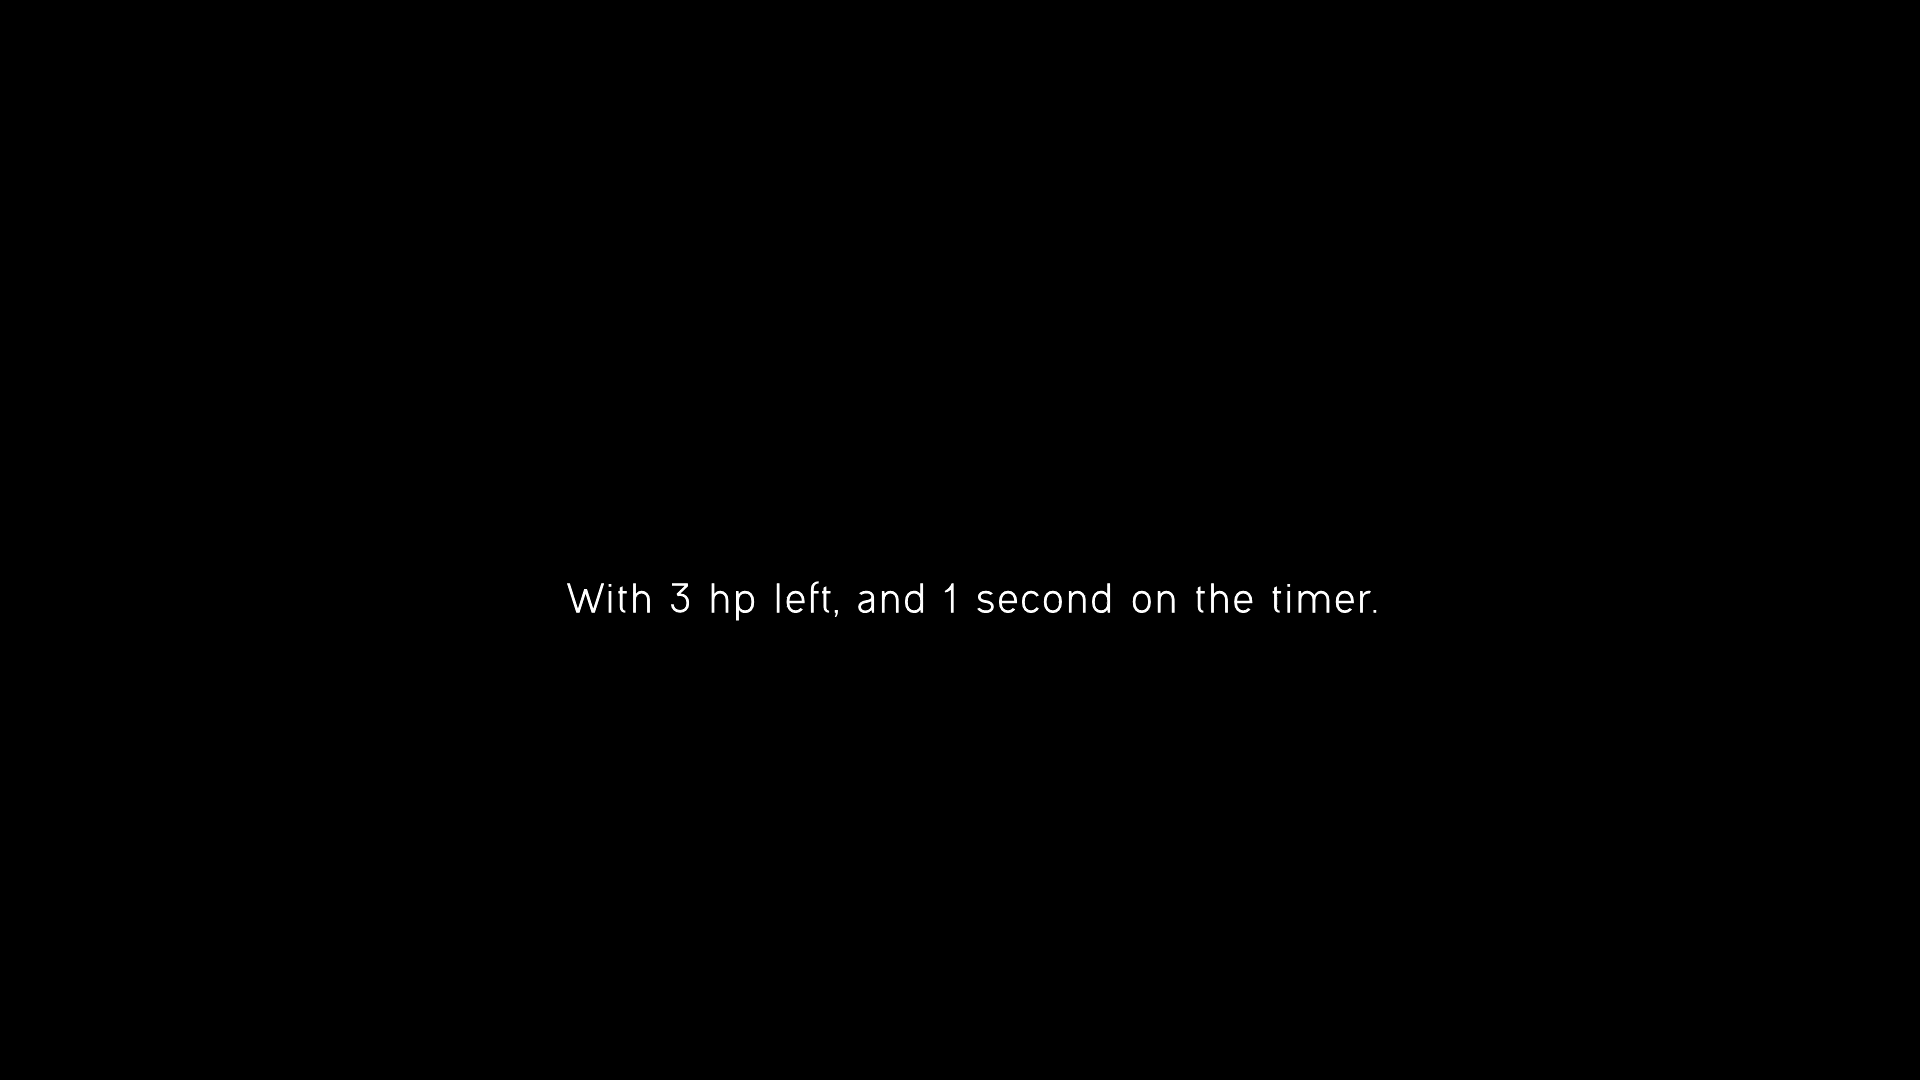 With 3 hp left, and 1 second on the timer.